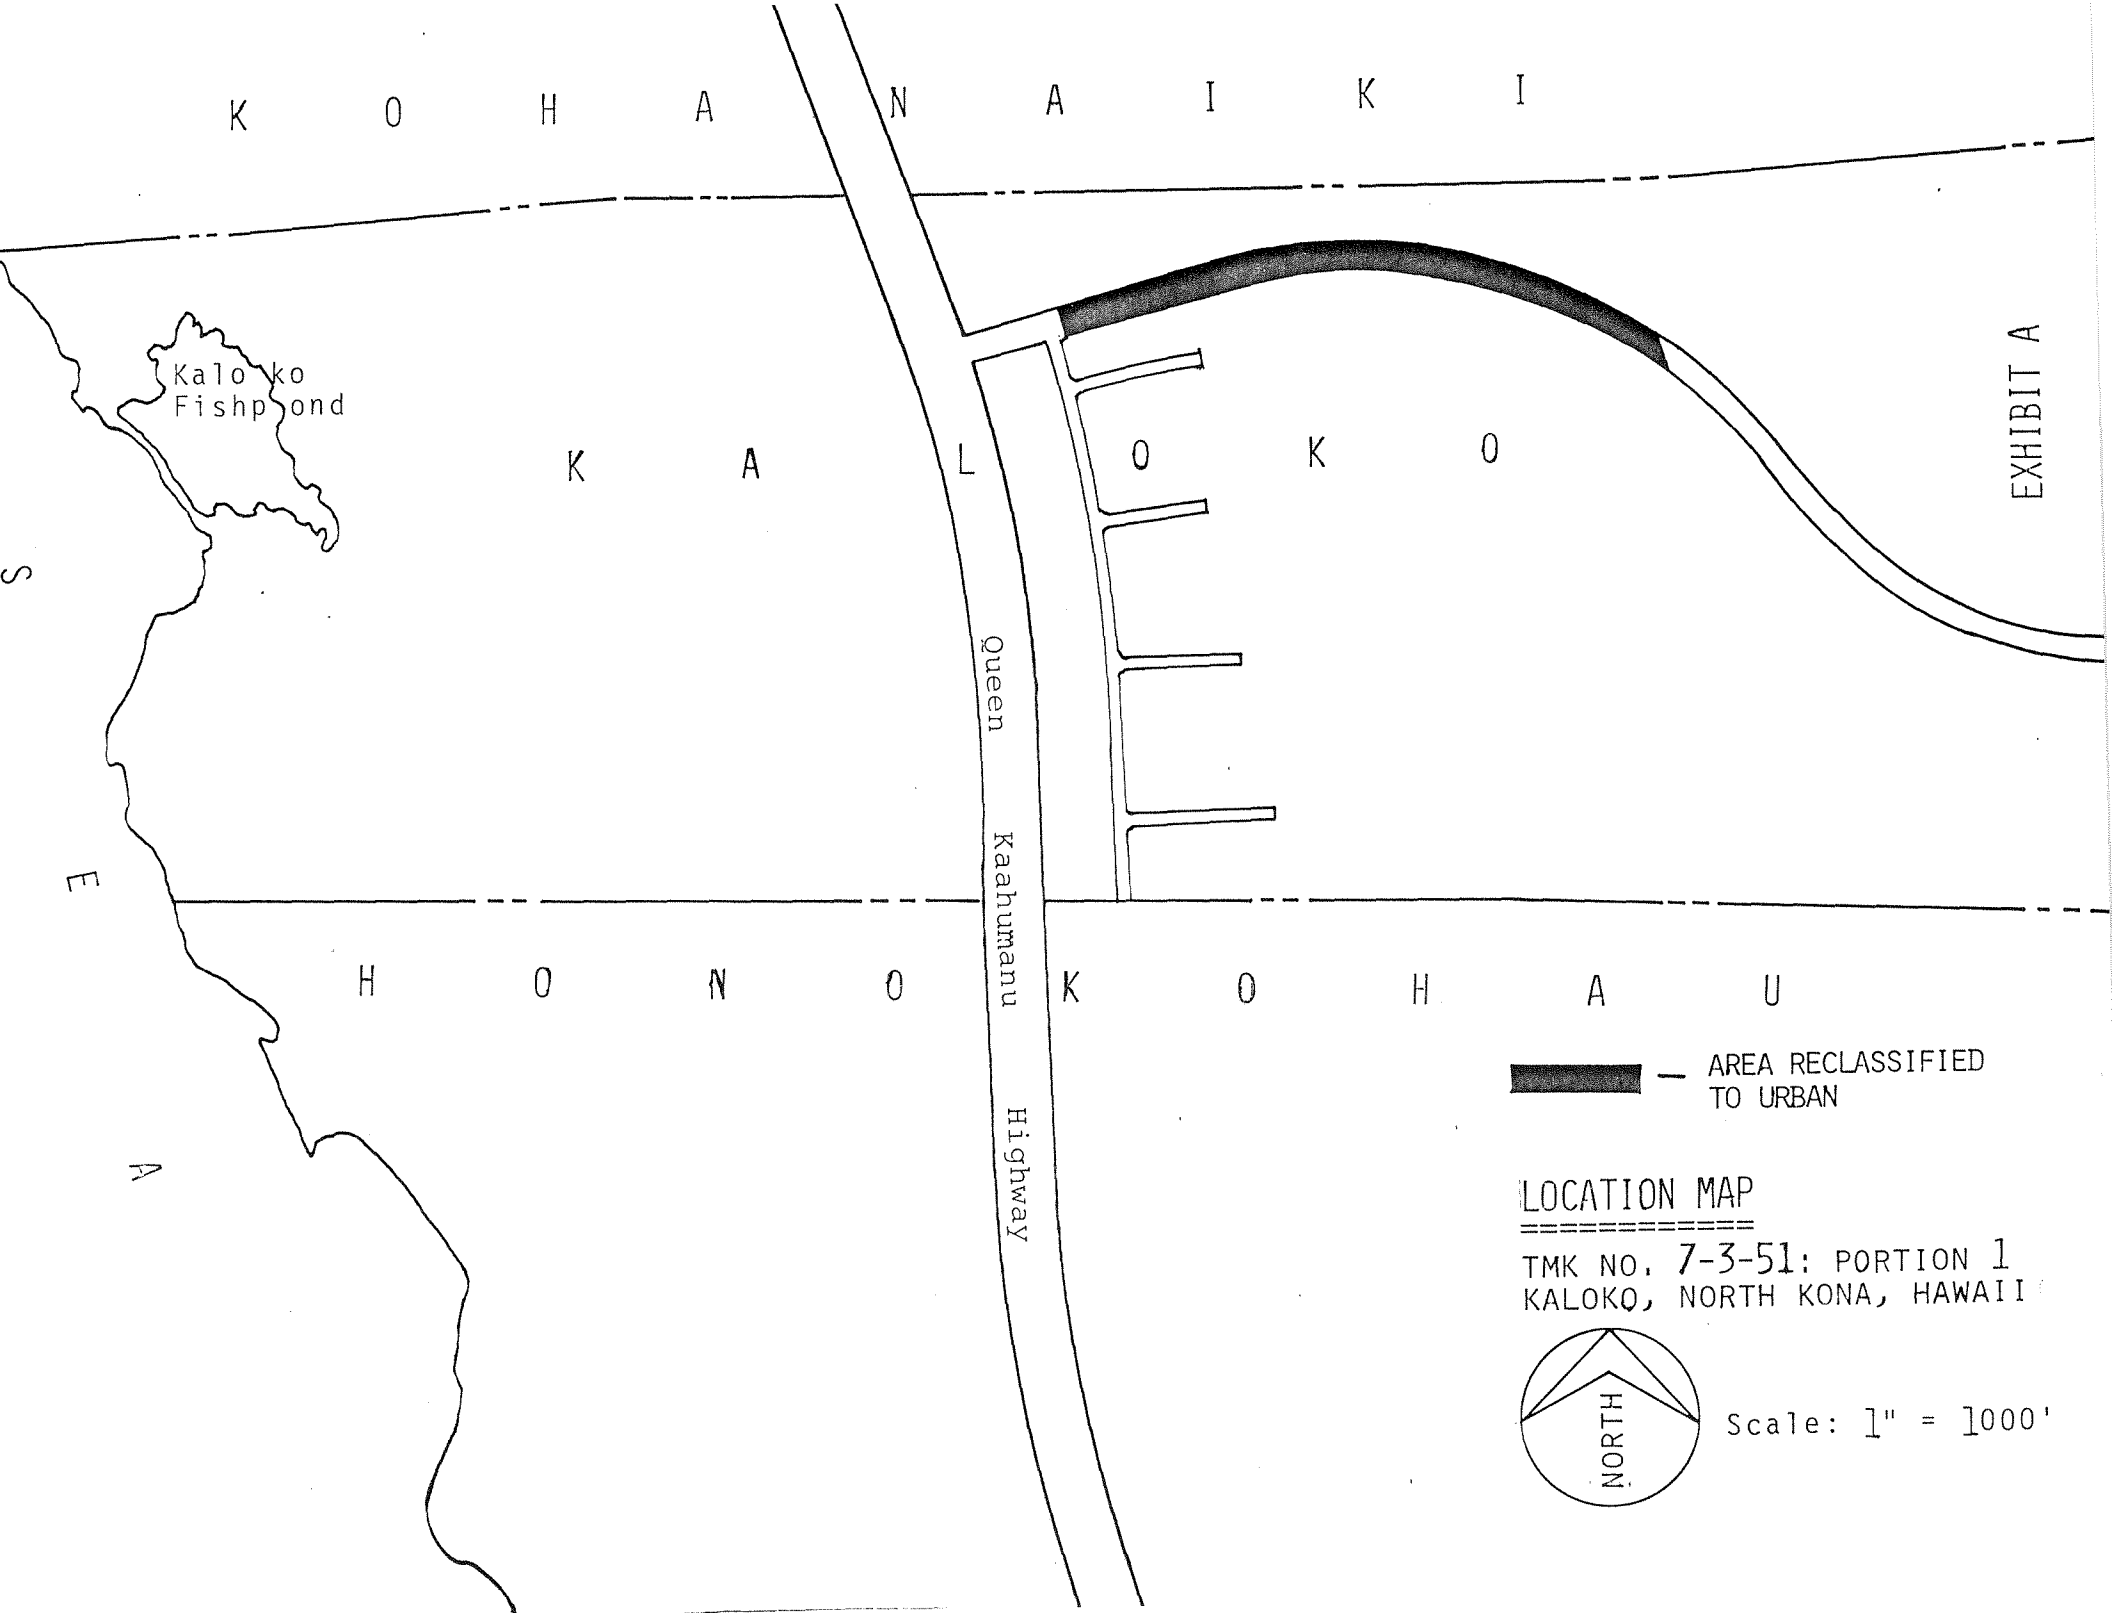 K O H A N A I K I
Kaloko
Fishpond
K A L O K O
EXHIBIT A
S E A
Queen Kaahumanu Highway
H O N O K O H A U
— AREA RECLASSIFIED
TO URBAN
LOCATION MAP
============
TMK NO. 7-3-51: PORTION 1
KALOKO, NORTH KONA, HAWAII
NORTH
Scale: 1" = 1000'